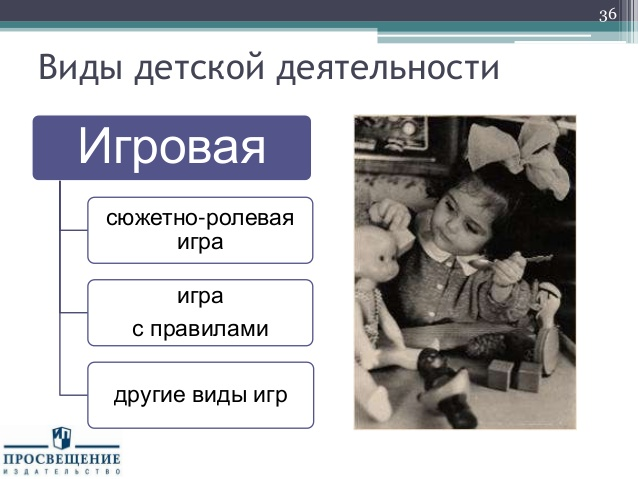 36
Виды детской деятельности
Игровая
сюжетно-ролевая
игра
игра
с правилами
другие виды игр
ПРОСВЕЩЕНИЕ
ИЗДАТЕЛЬСТВО